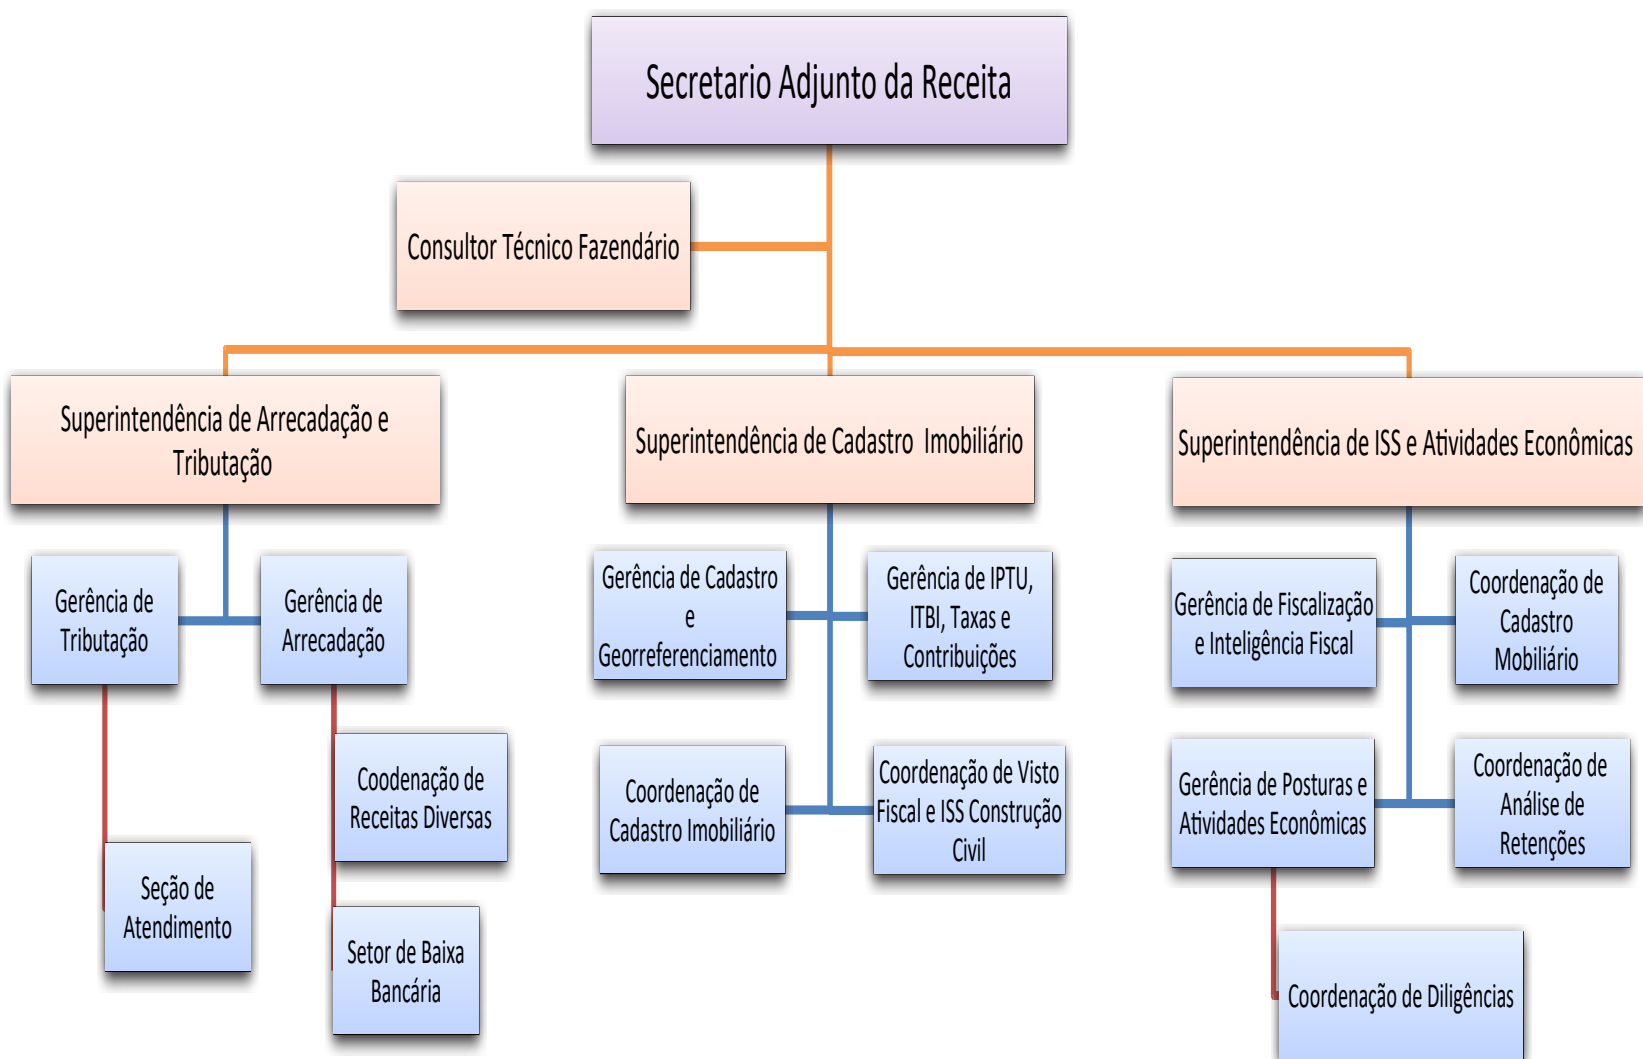 Secretario Adjunto da Receita
Consultor Técnico Fazendário
Superintendência de Arrecadação e
Tributação
Superintendência de Cadastro Imobiliário
Superintendência de ISS e Atividades Econômicas
Gerência de
Tributação
Gerência de
Arrecadação
Gerência de Cadastro
e
Georreferenciamento
Gerência de IPTU,
ITBI, Taxas e
Contribuições
Gerência de Fiscalização
e Inteligência Fiscal
Coordenação de
Cadastro
Mobiliário
Coodenação de
Receitas Diversas
Coordenação de
Cadastro Imobiliário
Coordenação de Visto
Fiscal e ISS Construção
Civil
Gerência de Posturas e
Atividades Econômicas
Coordenação de
Análise de
Retenções
Seção de
Atendimento
Setor de Baixa
Bancária
Coordenação de Diligências